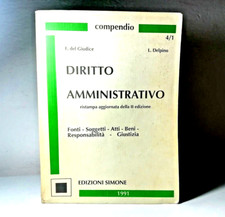 compendio
4/1
F. del Giudice L. Delpino
DIRITTO
AMMINISTRATIVO
ristampa aggiornata della II edizione
Fonti - Soggetti - Atti - Beni -
Responsabilità - Giustizia
EDIZIONI SIMONE
1991